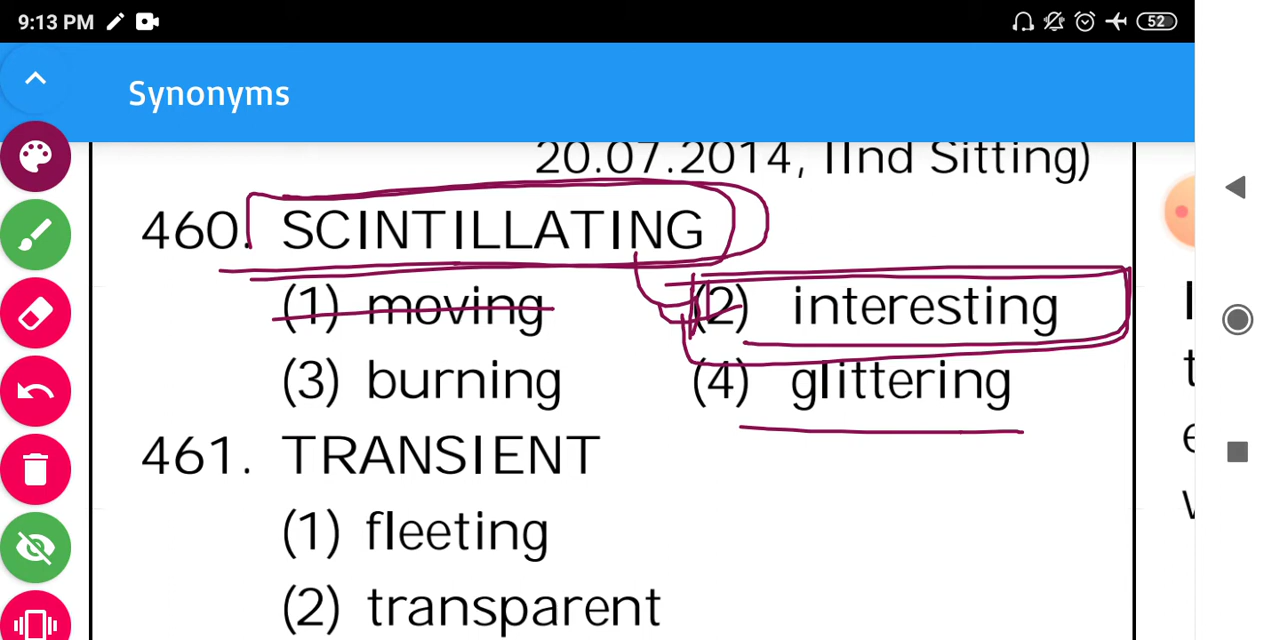 9:13 PM 52
Synonyms
20.07.2014, IInd Sitting)
460. SCINTILLATING
(1) moving (2) interesting
(3) burning (4) glittering
461. TRANSIENT
(1) fleeting
(2) transparent